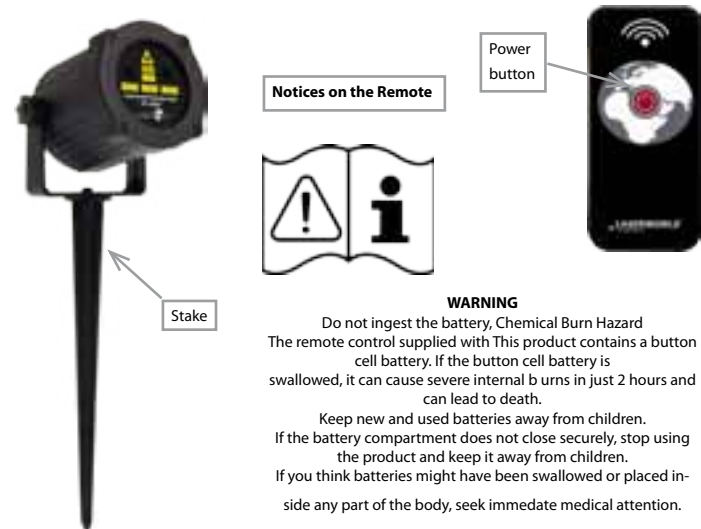 Power
button
Notices on the Remote
LASERWORLD
Stake
WARNING
Do not ingest the battery, Chemical Burn Hazard
The remote control supplied with This product contains a button
cell battery. If the button cell battery is
swallowed, it can cause severe internal b urns in just 2 hours and
can lead to death.
Keep new and used batteries away from children.
If the battery compartment does not close securely, stop using
the product and keep it away from children.
If you think batteries might have been swallowed or placed in-
side any part of the body, seek immedate medical attention.